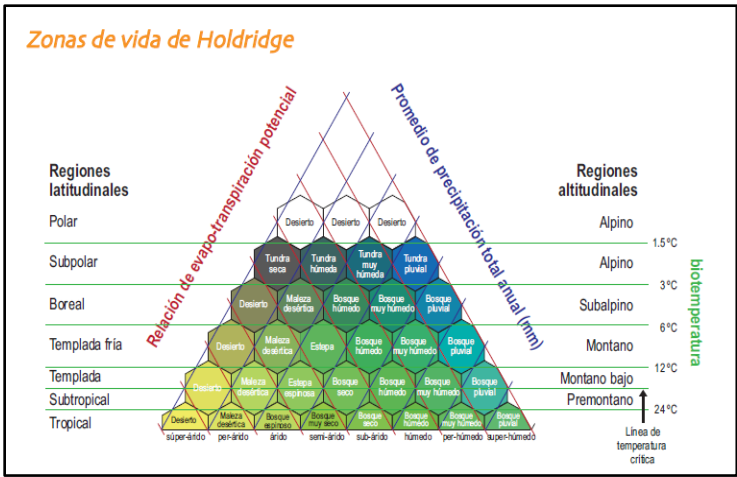 Zonas de vida de Holdridge
Relación de evapo-transpiración potencial
Promedio de precipitación total anual (mm)
Regiones
latitudinales
Regiones
altitudinales
Polar
Desierto
Desierto
Desierto
Alpino
1.5°C
Subpolar
Tundra
seca
Tundra
húmeda
Tundra
muy
húmeda
Tundra
pluvial
Alpino
3°C
Boreal
Desierto
Maleza
desértica
Bosque
húmedo
Bosque
muy húmedo
Bosque
pluvial
Subalpino
6°C
Templada fría
Desierto
Maleza
desértica
Estepa
Bosque
húmedo
Bosque
muy húmedo
Bosque
pluvial
Montano
12°C
Templada
Subtropical
Desierto
Maleza
desértica
Estepa
espinosa
Bosque
seco
Bosque
húmedo
Bosque
muy húmedo
Bosque
pluvial
Montano bajo
Premontano
24°C
Tropical
Desierto
Maleza
desértica
Bosque
espinoso
Bosque
muy seco
Bosque
seco
Bosque
húmedo
Bosque
muy húmedo
Bosque
pluvial
súper-árido
per-árido
árido
semi-árido
sub-árido
húmedo
per-húmedo
super-húmedo
biotemperatura
Línea de
temperatura
crítica